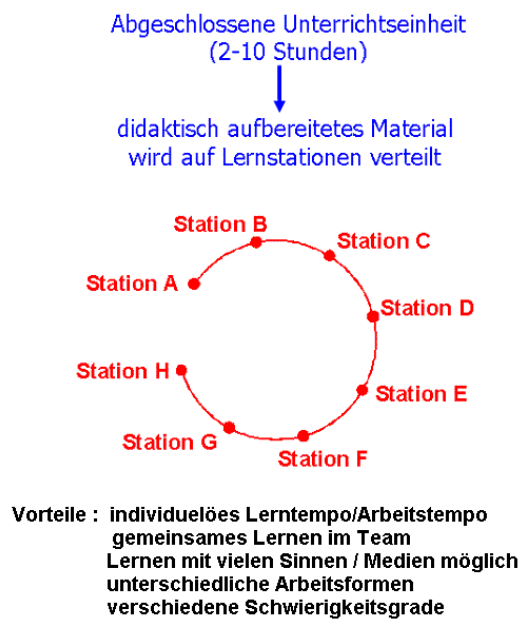 Abgeschlossene Unterrichtseinheit
(2-10 Stunden)
didaktisch aufbereitetes Material
wird auf Lernstationen verteilt
Station A
Station B
Station C
Station D
Station E
Station F
Station G
Station H
Vorteile : individuelöes Lerntempo/Arbeitstempo
gemeinsames Lernen im Team
Lernen mit vielen Sinnen / Medien möglich
unterschiedliche Arbeitsformen
verschiedene Schwierigkeitsgrade